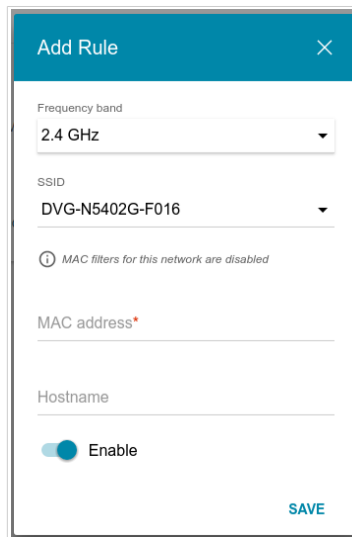 Add Rule
Frequency band
2.4 GHz
SSID
DVG-N5402G-F016
MAC filters for this network are disabled
MAC address*
Hostname
Enable
SAVE